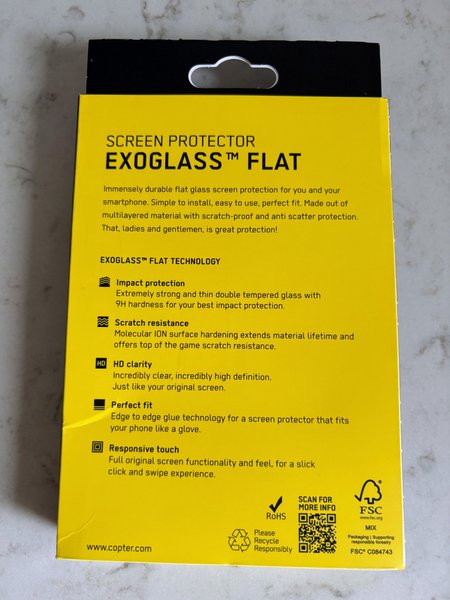 SCREEN PROTECTOR
EXOGLASS™ FLAT
Immensely durable flat glass screen protection for you and your
smartphone. Simple to install, easy to use, perfect fit. Made out of
multilayered material with scratch-proof and anti scatter protection.
That, ladies and gentlemen, is great protection!
EXOGLASS™ FLAT TECHNOLOGY
Impact protection
Extremely strong and thin double tempered glass with
9H hardness for your best impact protection.
Scratch resistance
Molecular ION surface hardening extends material lifetime and
offers top of the game scratch resistance.
HD
HD clarity
Incredibly clear, incredibly high definition.
Just like your original screen.
Perfect fit
Edge to edge glue technology for a screen protector that fits
your phone like a glove.
Responsive touch
Full original screen functionality and feel, for a slick
click and swipe experience.
RoHS
SCAN FOR
MORE INFO
Please
Recycle
Responsibly
FSC
www.fsc.org
MIX
Packaging | Supporting
responsible forestry
FSC® C084743
www.copter.com